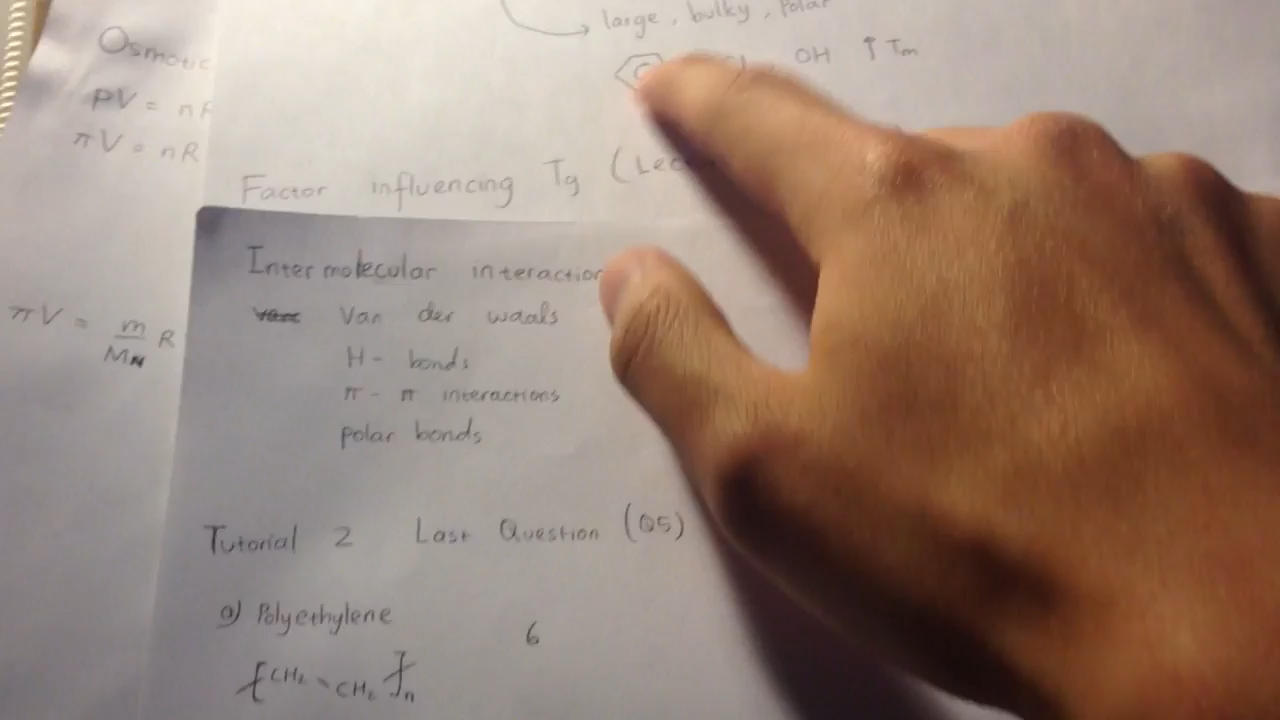 large, bulky, Polar
OH ↑Tm
Osmotic
PV = nR
πV = nR
Factor influencing Tg (Lec
Intermolecular interaction
Van der waals
H - bonds
π - π interactions
polar bonds
πV = m/Mn R
Tutorial 2 Last Question (Q5)
a) Polyethylene
6
[CH2 - CH2]n